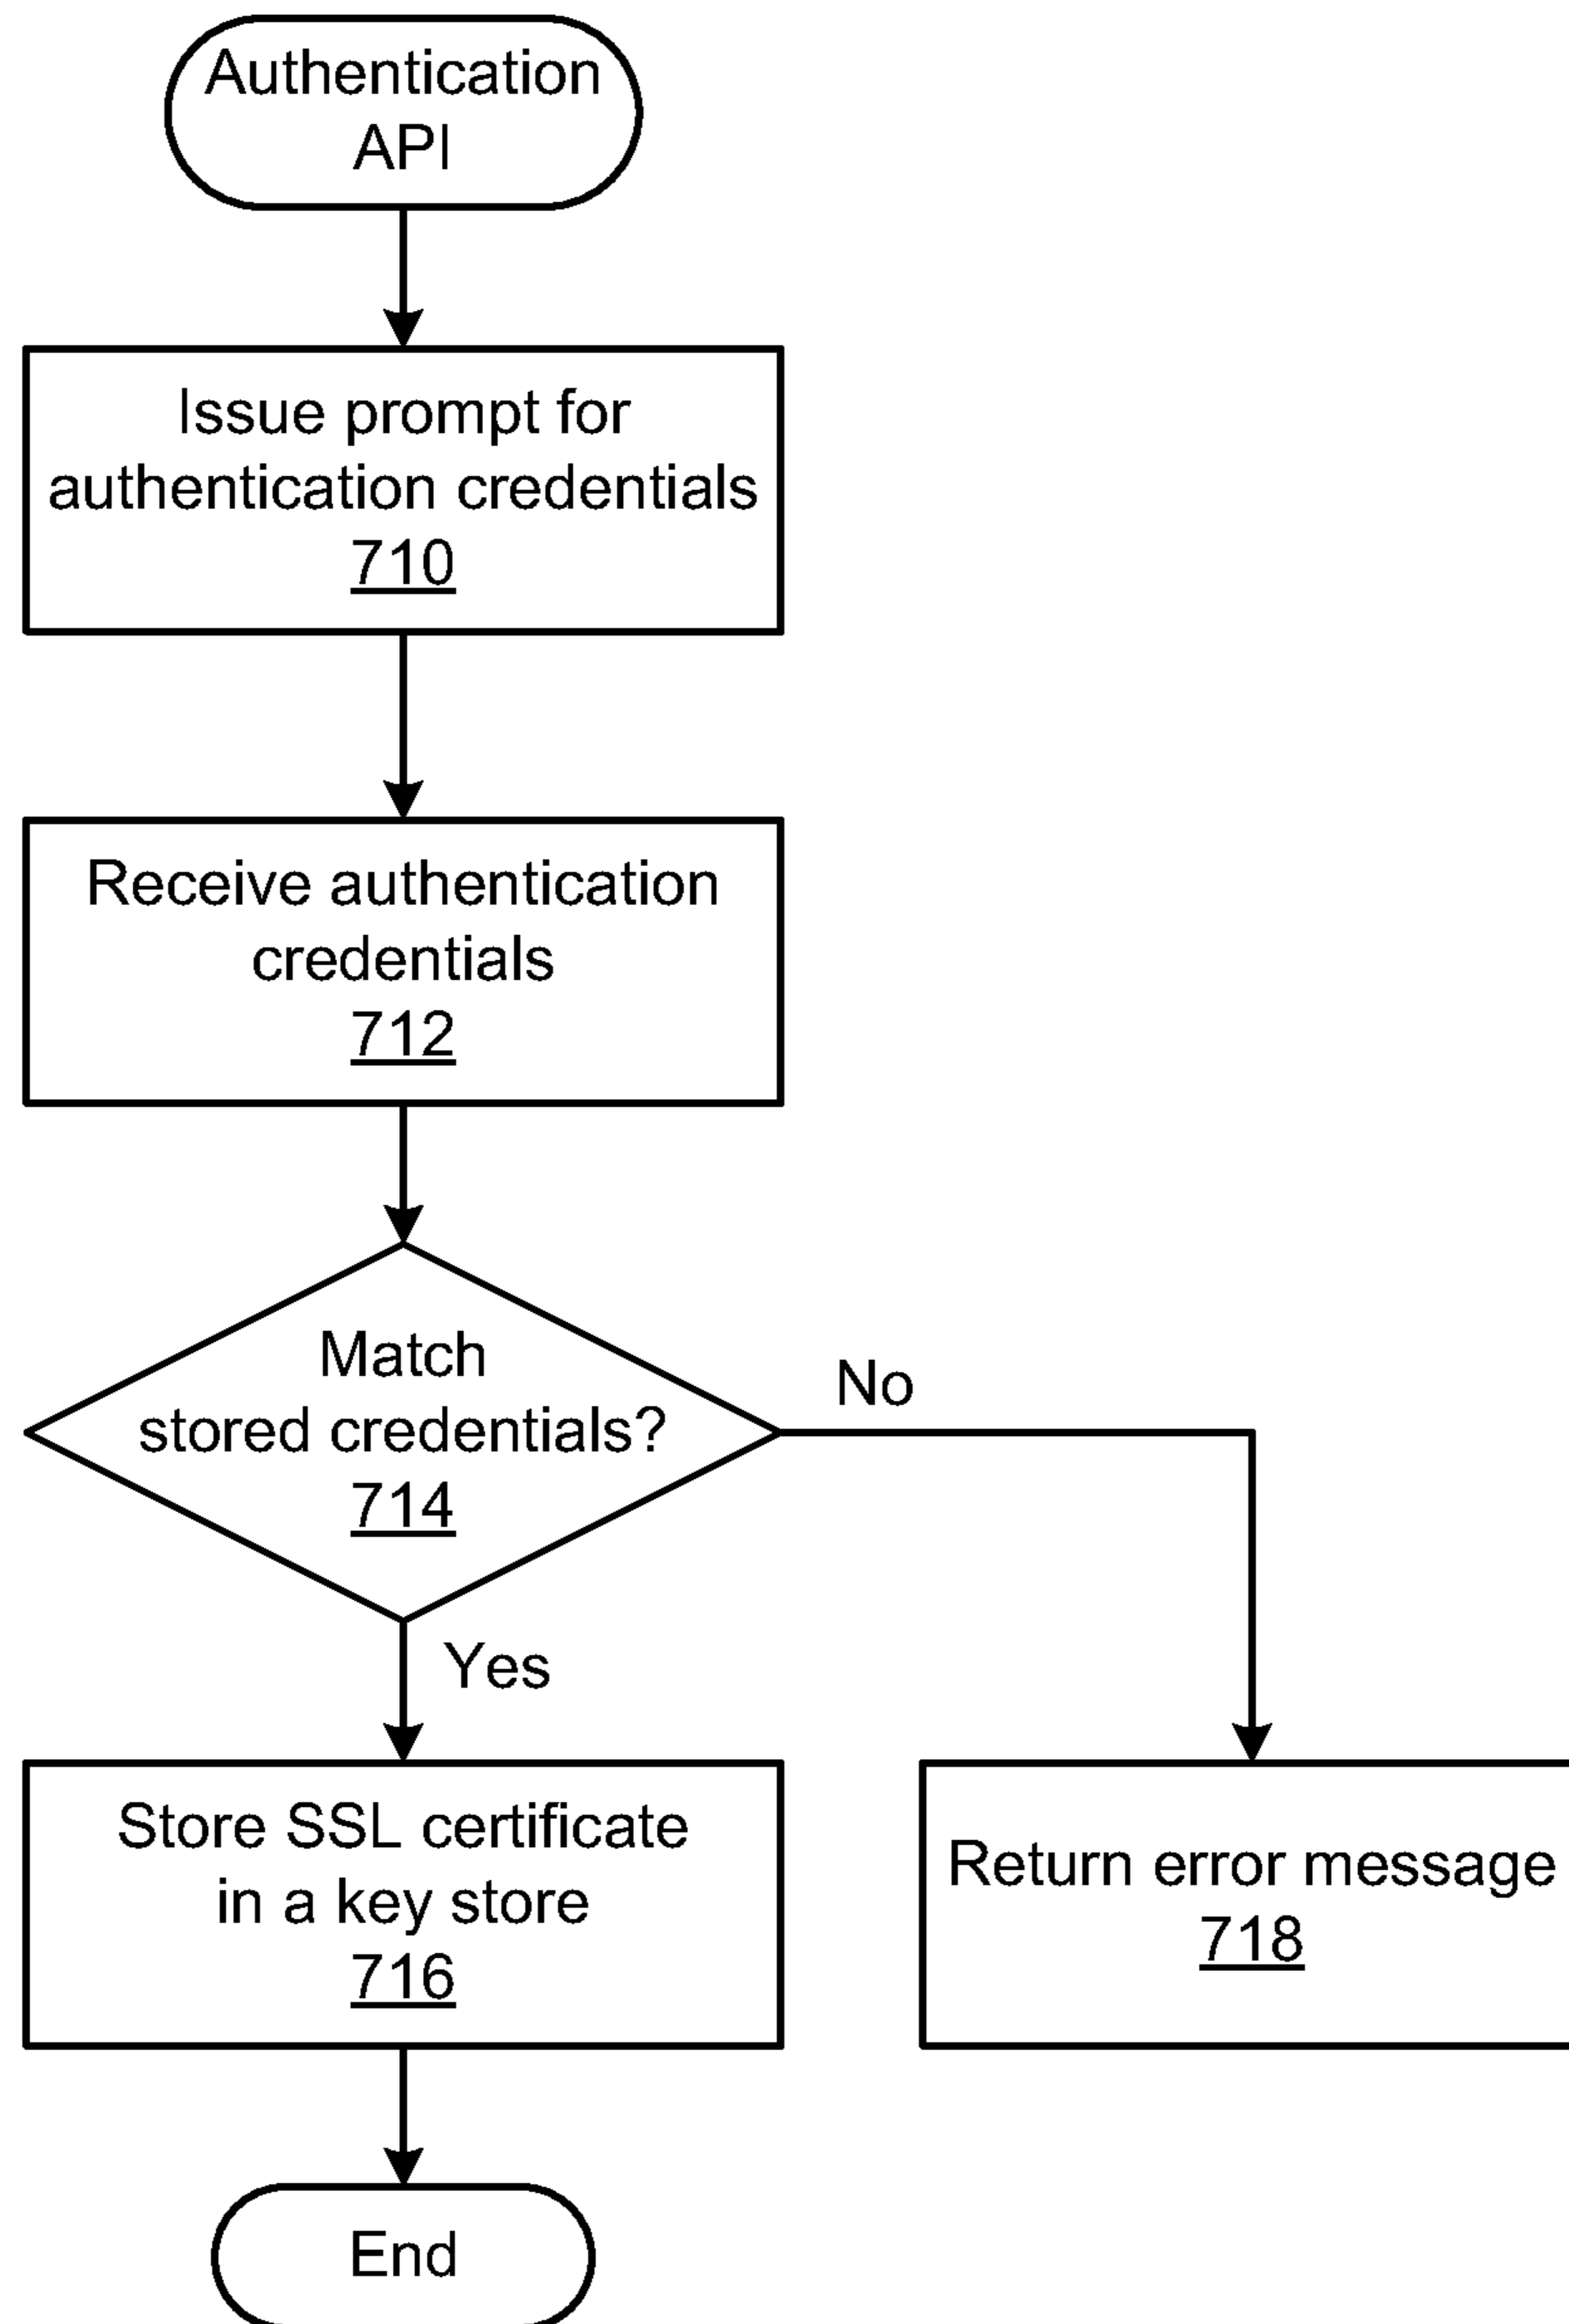 Authentication
API
Issue prompt for
authentication credentials
710
Receive authentication
credentials
712
Match
stored credentials?
714
No
Yes
Store SSL certificate
in a key store
716
Return error message
718
End